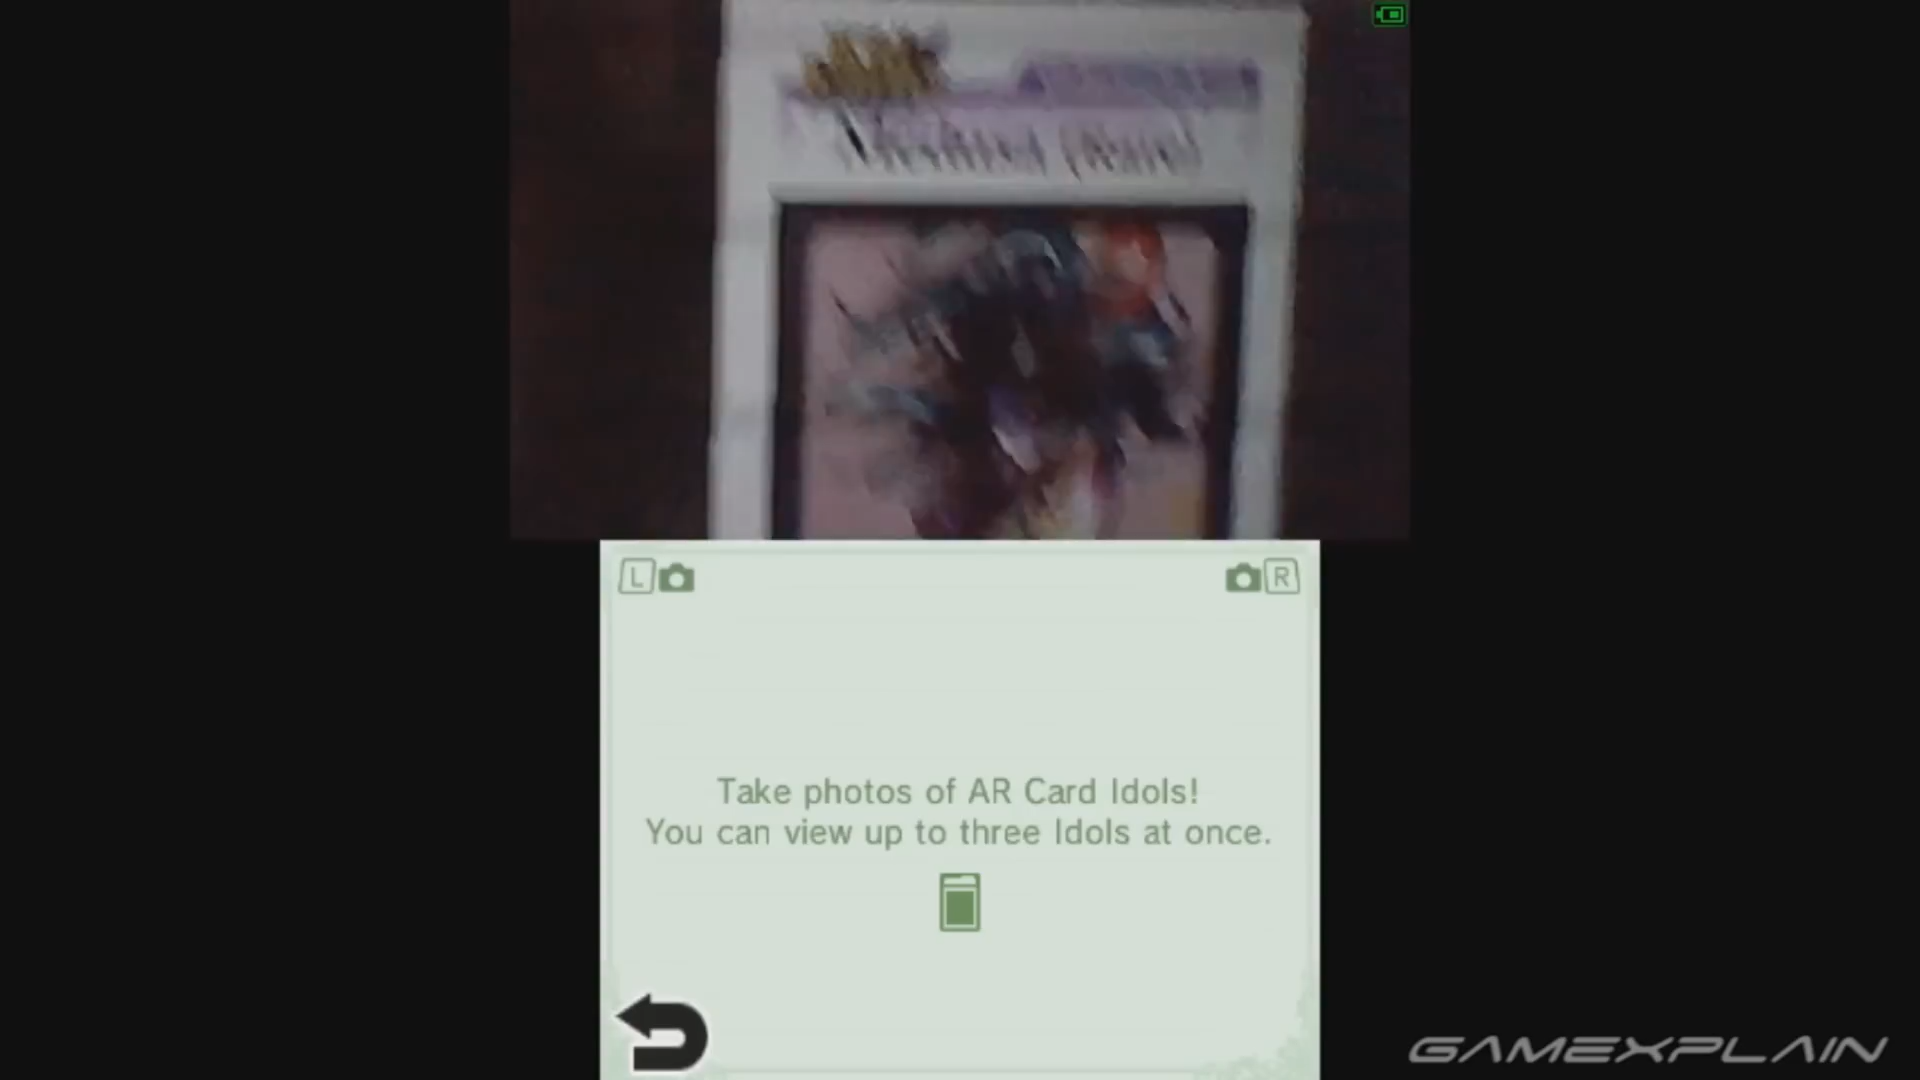 L
R
Take photos of AR Card Idols!
You can view up to three Idols at once.
GAMEXPLAIN